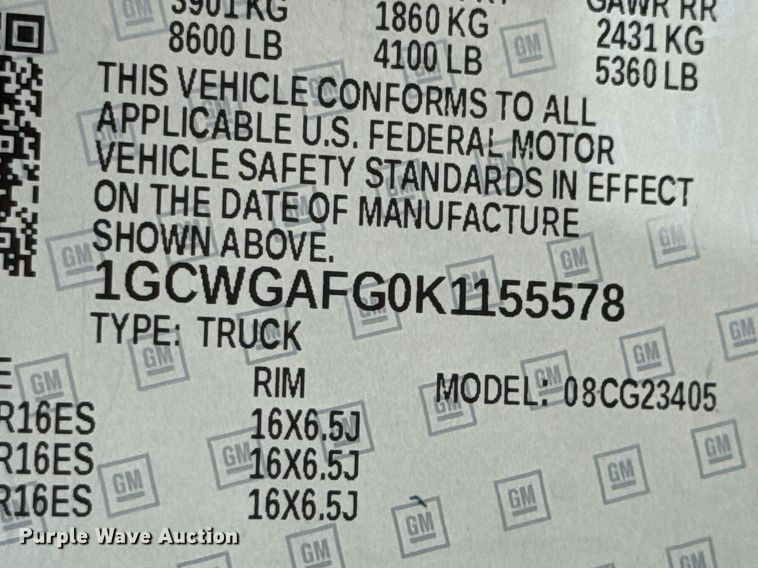 3901 KG 1860 KG GAWR RR
8600 LB 4100 LB 2431 KG
5360 LB
THIS VEHICLE CONFORMS TO ALL
APPLICABLE U.S. FEDERAL MOTOR
VEHICLE SAFETY STANDARDS IN EFFECT
ON THE DATE OF MANUFACTURE
SHOWN ABOVE.
1GCWGAFG0K1155578
TYPE: TRUCK
E RIM MODEL: 08CG23405
R16ES 16X6.5J
R16ES 16X6.5J
R16ES 16X6.5J
GM
Purple Wave Auction